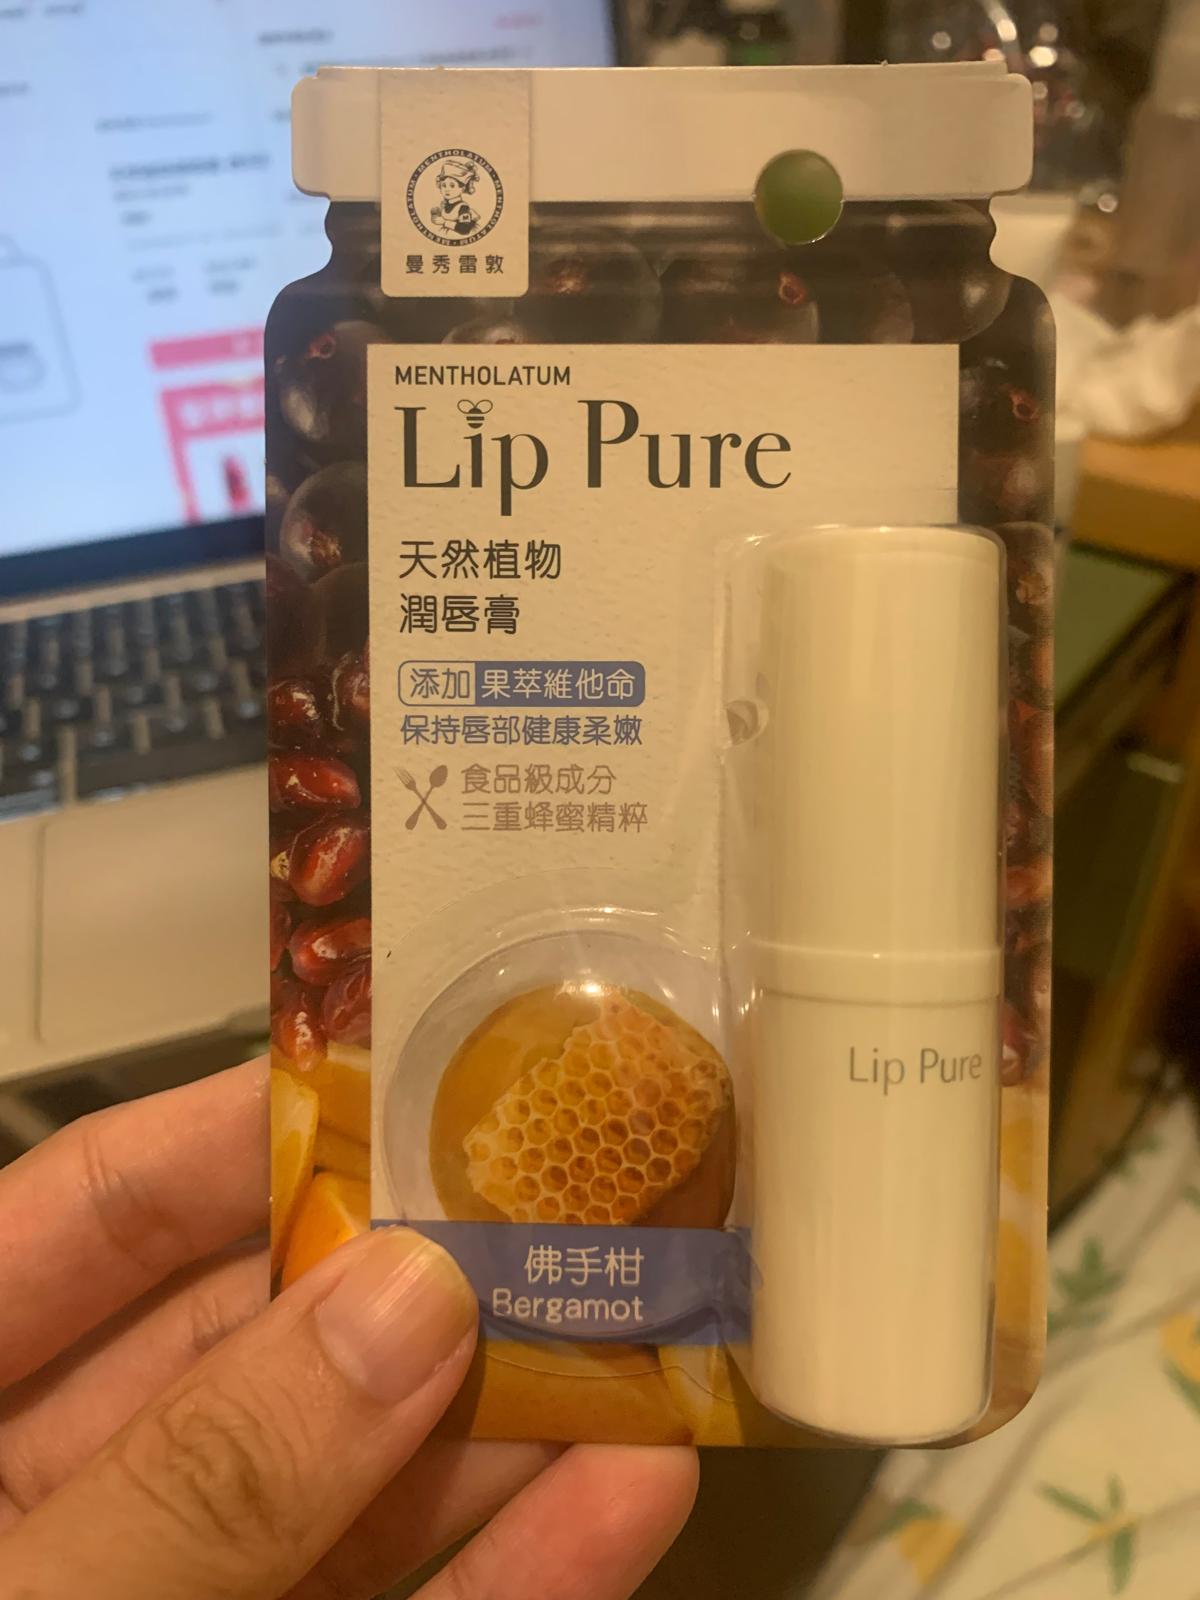 MENTHOLATUM · MENTHOLATUM · MENTHOLATUM
曼秀雷敦
MENTHOLATUM
Lip Pure
天然植物
潤唇膏
添加 果萃維他命
保持唇部健康柔嫩
食品級成分
三重蜂蜜精粹
Lip Pure
佛手柑
Bergamot